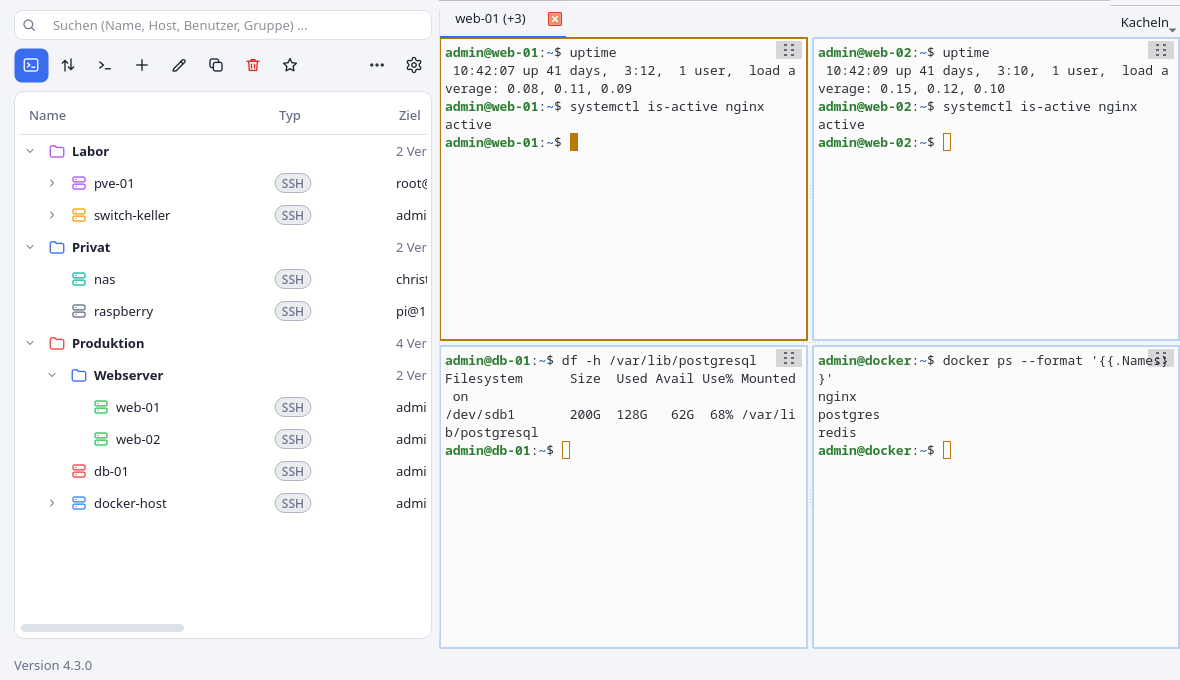 Suchen (Name, Host, Benutzer, Gruppe) ...
Name Typ Ziel
Labor 2 Ver
pve-01 SSH root@
switch-keller SSH admi
Privat 2 Ver
nas SSH christ
raspberry SSH pi@1
Produktion 4 Ver
Webserver 2 Ver
web-01 SSH admi
web-02 SSH admi
db-01 SSH admi
docker-host SSH admi
Version 4.3.0
web-01 (+3)
Kacheln
admin@web-01:~$ uptime
10:42:07 up 41 days, 3:12, 1 user, load a
verage: 0.08, 0.11, 0.09
admin@web-01:~$ systemctl is-active nginx
active
admin@web-01:~$
admin@web-02:~$ uptime
10:42:09 up 41 days, 3:10, 1 user, load a
verage: 0.15, 0.12, 0.10
admin@web-02:~$ systemctl is-active nginx
active
admin@web-02:~$
admin@db-01:~$ df -h /var/lib/postgresql
Filesystem Size Used Avail Use% Mounted
on
/dev/sdb1 200G 128G 62G 68% /var/li
b/postgresql
admin@db-01:~$
admin@docker:~$ docker ps --format '{{.Names}
}'
nginx
postgres
redis
admin@docker:~$